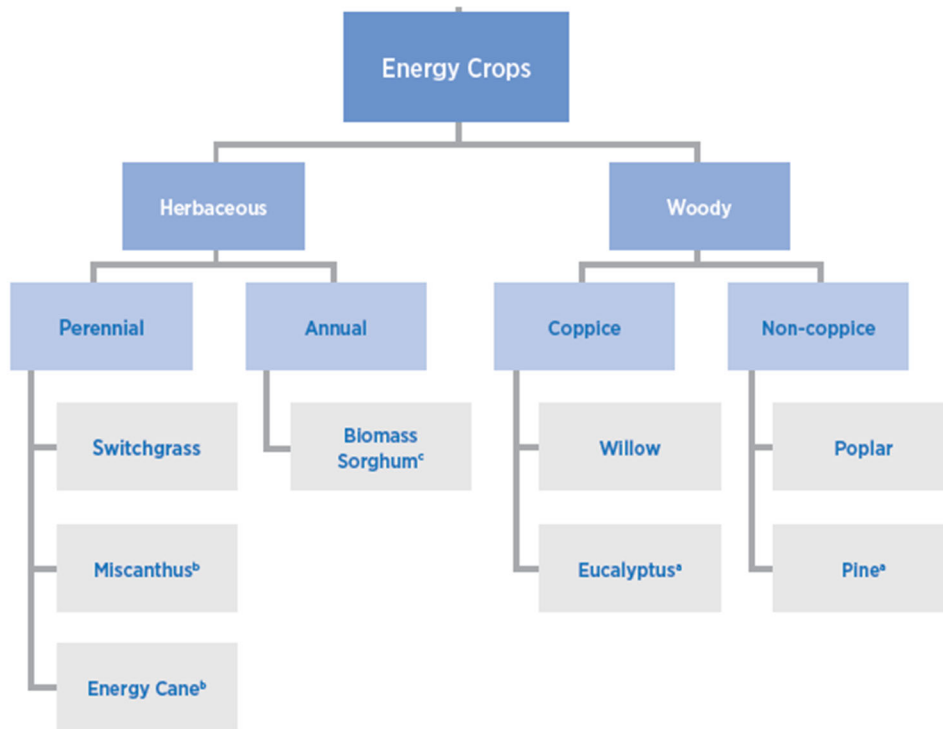 Energy Crops
Herbaceous
Woody
Perennial
Annual
Coppice
Non-coppice
Switchgrass
Biomass
Sorghumᶜ
Willow
Poplar
Miscanthusᵇ
Eucalyptusᵃ
Pineᵃ
Energy Caneᵇ